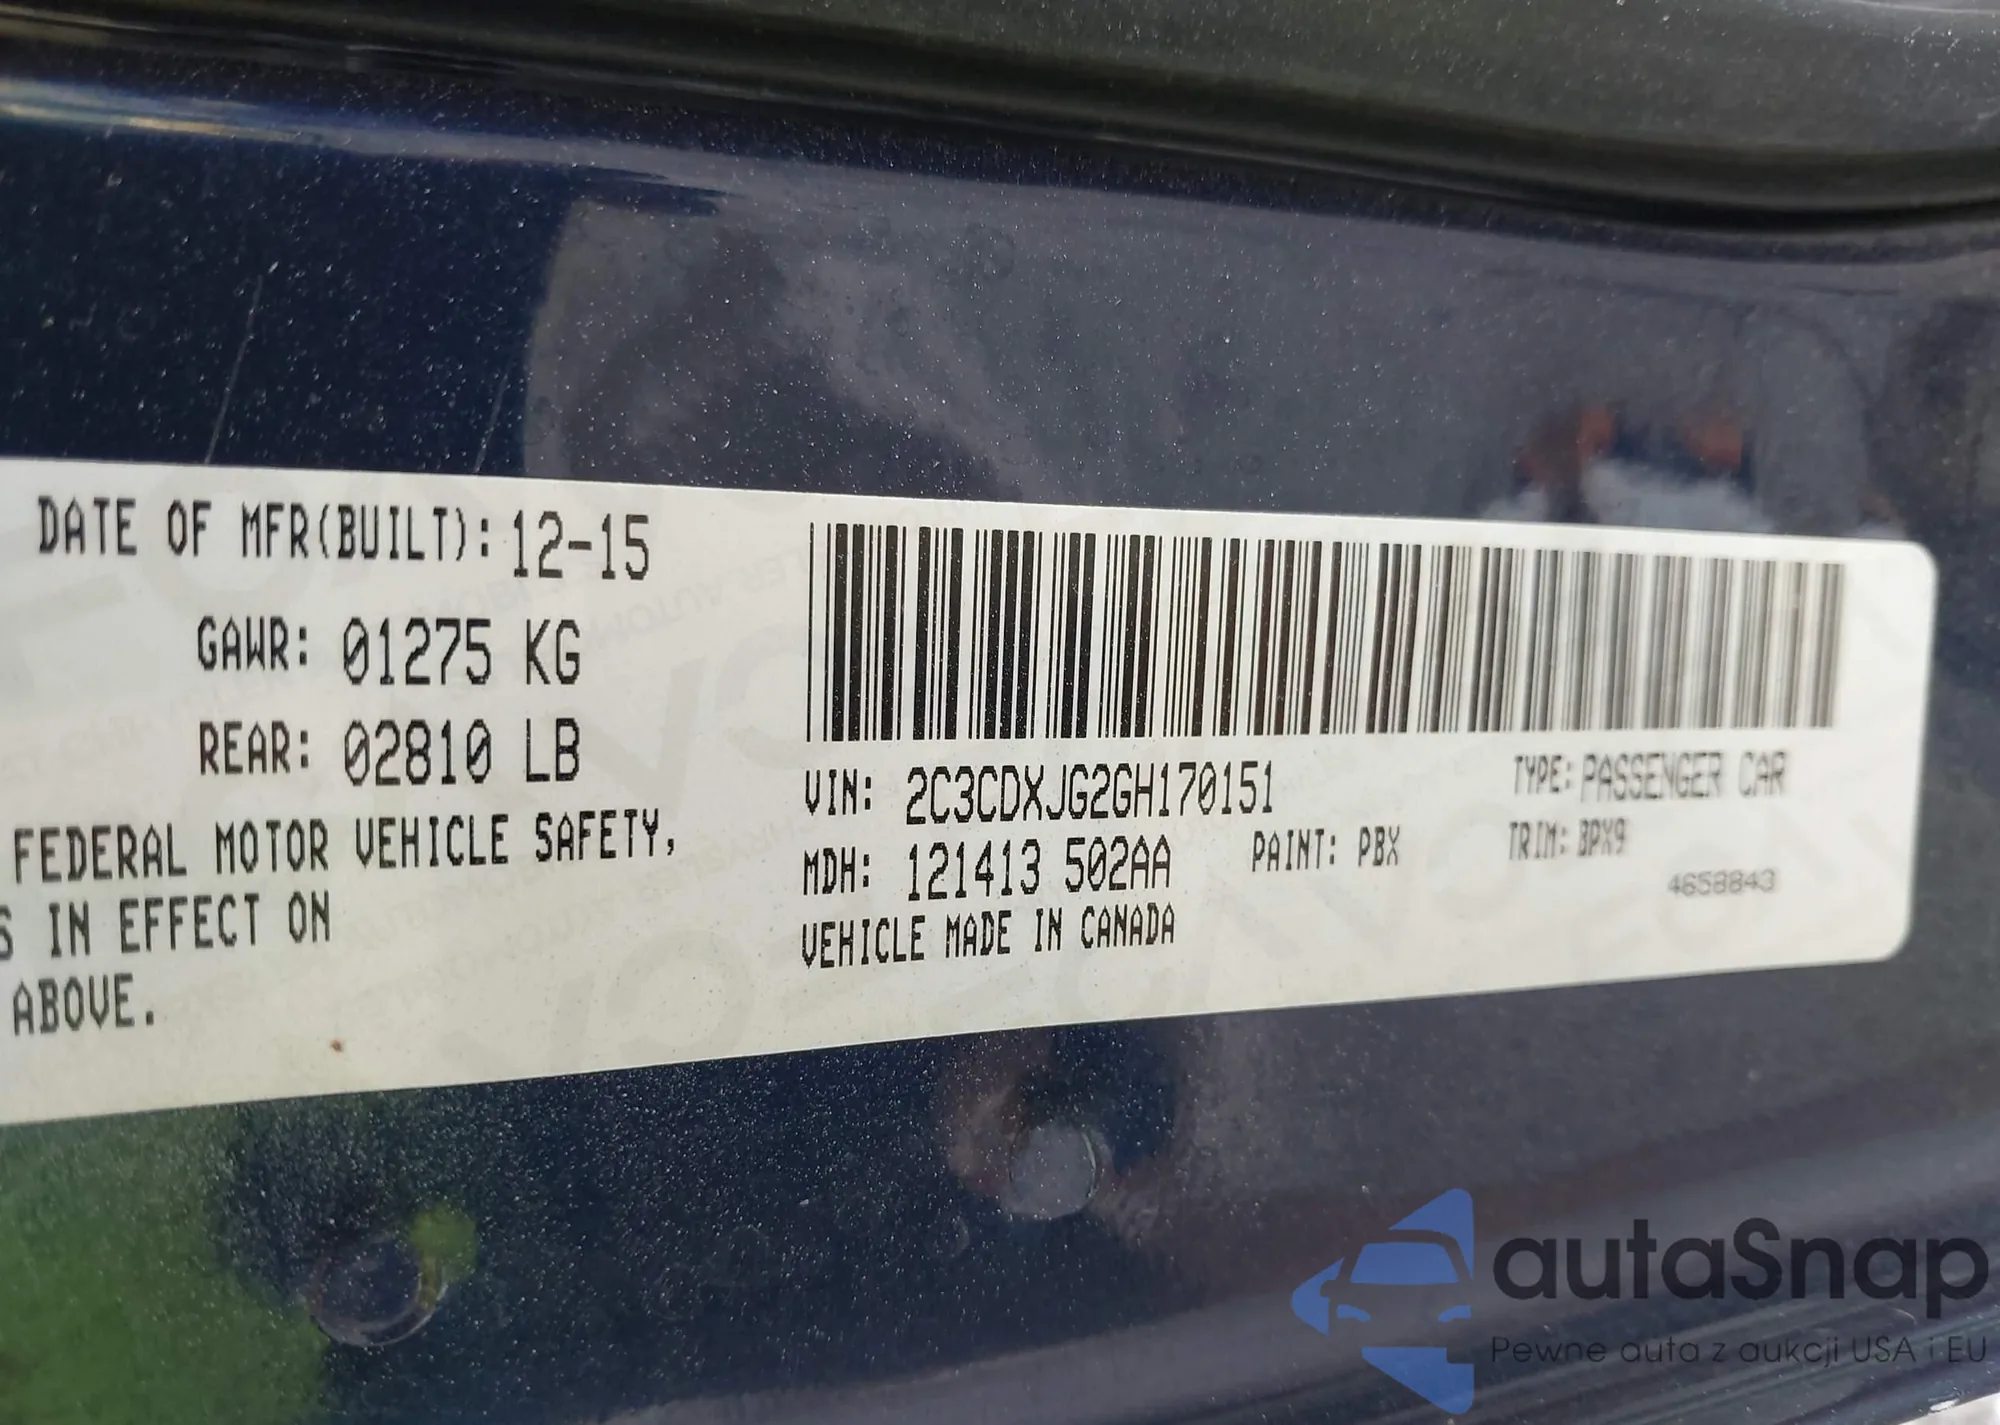 DATE OF MFR(BUILT): 12-15
GAWR: 01275 KG
REAR: 02810 LB
FEDERAL MOTOR VEHICLE SAFETY,
S IN EFFECT ON
ABOVE.
VIN: 2C3CDXJG2GH170151
TYPE: PASSENGER CAR
MDH: 121413 502AA
PAINT: PBX
TRIM: BPX9
VEHICLE MADE IN CANADA
4658843
autaSnap
Pewne auta z aukcji USA i EU